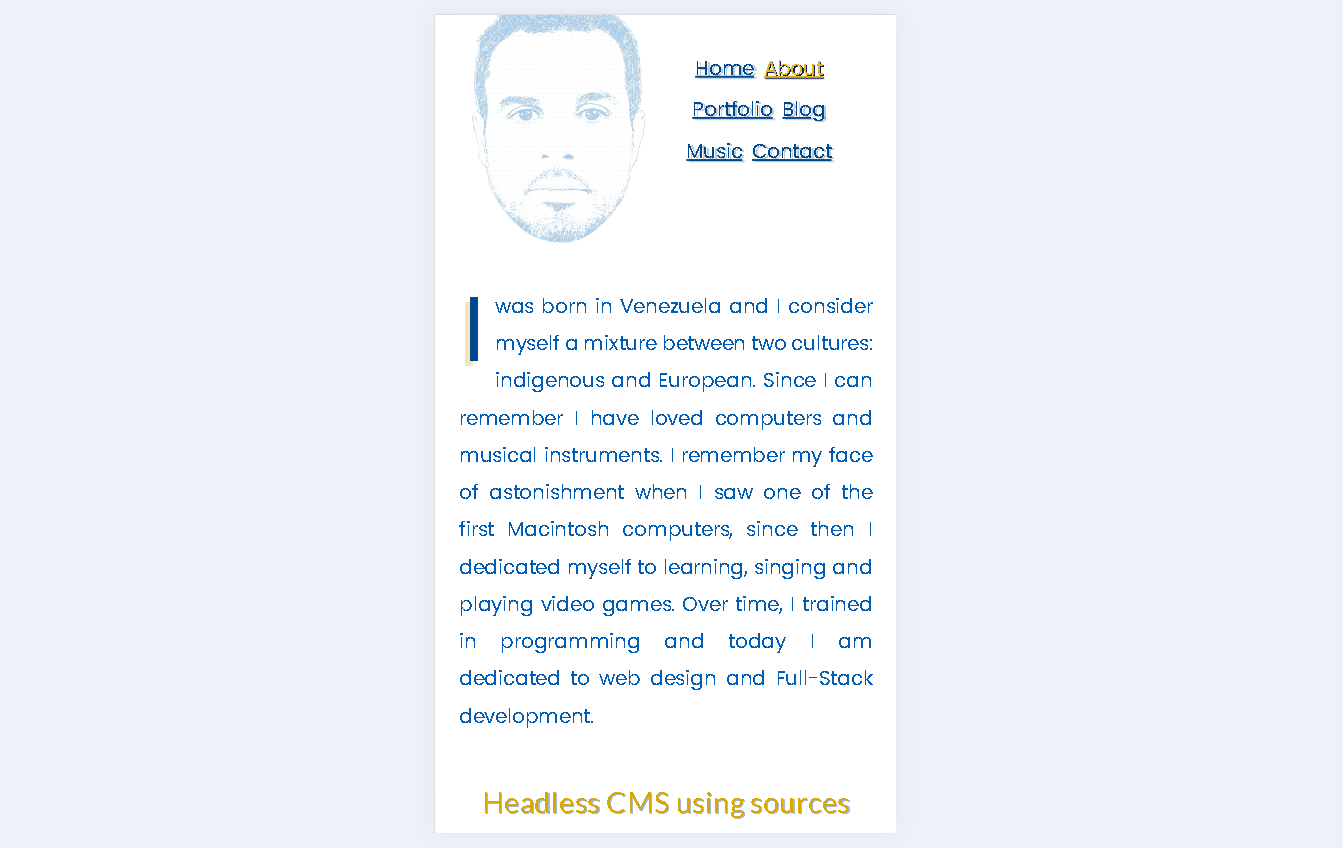 Home About
Portfolio Blog
Music Contact
I was born in Venezuela and I consider
myself a mixture between two cultures:
indigenous and European. Since I can
remember I have loved computers and
musical instruments. I remember my face
of astonishment when I saw one of the
first Macintosh computers, since then I
dedicated myself to learning, singing and
playing video games. Over time, I trained
in programming and today I am
dedicated to web design and Full-Stack
development.
Headless CMS using sources